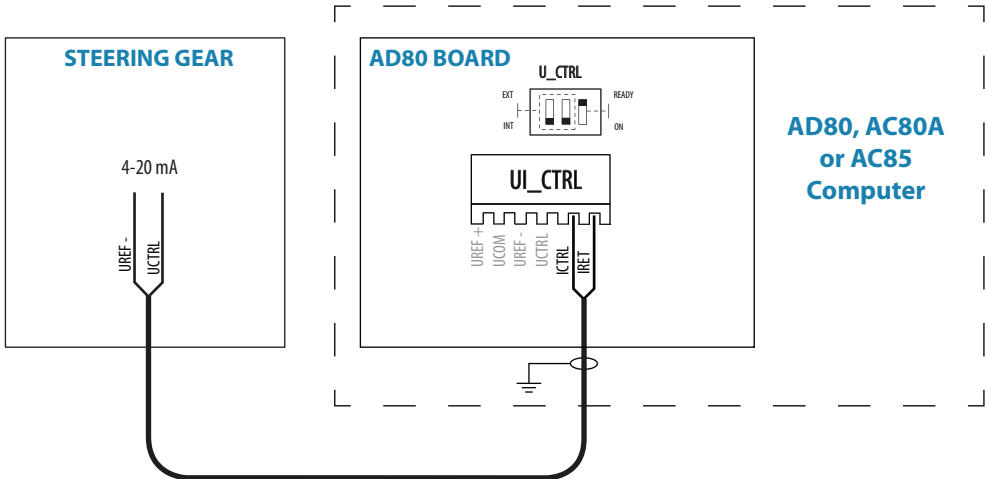 STEERING GEAR
4-20 mA
UREF -
UCTRL
AD80 BOARD
U_CTRL
EXT
READY
INT
ON
UI_CTRL
UREF +
UCOM
UREF -
UCTRL
ICTRL
IRET
AD80, AC80A
or AC85
Computer